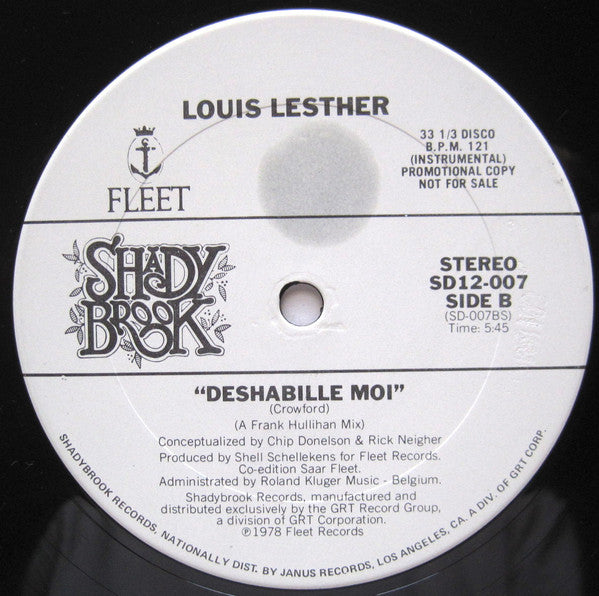 LOUIS LESTHER
FLEET
33 1/3 DISCO
B.P.M. 121
(INSTRUMENTAL)
PROMOTIONAL COPY
NOT FOR SALE
SHADY
BROOK
STEREO
SD12-007
SIDE B
(SD-007BS)
Time: 5:45
"DESHABILLE MOI"
(Crowford)
(A Frank Hullihan Mix)
Conceptualized by Chip Donelson & Rick Neigher
Produced by Shell Schellekens for Fleet Records.
Co-edition Saar Fleet.
Administrated by Roland Kluger Music - Belgium.
Shadybrook Records, manufactured and
distributed exclusively by the GRT Record Group,
a division of GRT Corporation.
℗1978 Fleet Records
SHADYBROOK RECORDS, NATIONALLY DIST. BY JANUS RECORDS, LOS ANGELES, CA. A DIV. OF GRT CORP.